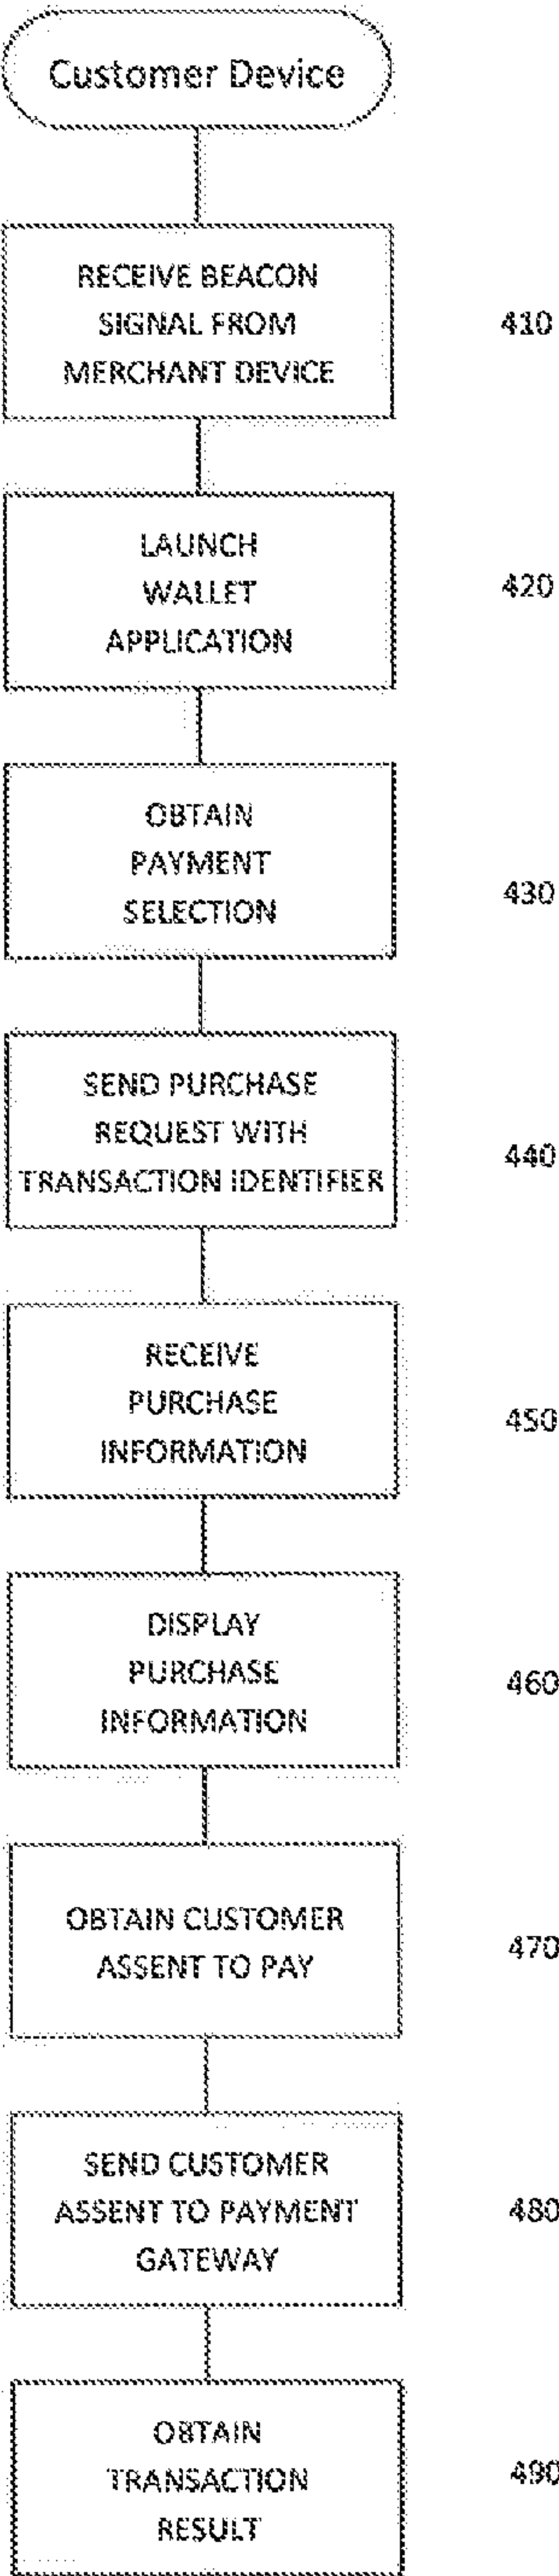 Customer Device
RECEIVE BEACON
SIGNAL FROM
MERCHANT DEVICE
410
LAUNCH
WALLET
APPLICATION
420
OBTAIN
PAYMENT
SELECTION
430
SEND PURCHASE
REQUEST WITH
TRANSACTION IDENTIFIER
440
RECEIVE
PURCHASE
INFORMATION
450
DISPLAY
PURCHASE
INFORMATION
460
OBTAIN CUSTOMER
ASSENT TO PAY
470
SEND CUSTOMER
ASSENT TO PAYMENT
GATEWAY
480
OBTAIN
TRANSACTION
RESULT
490